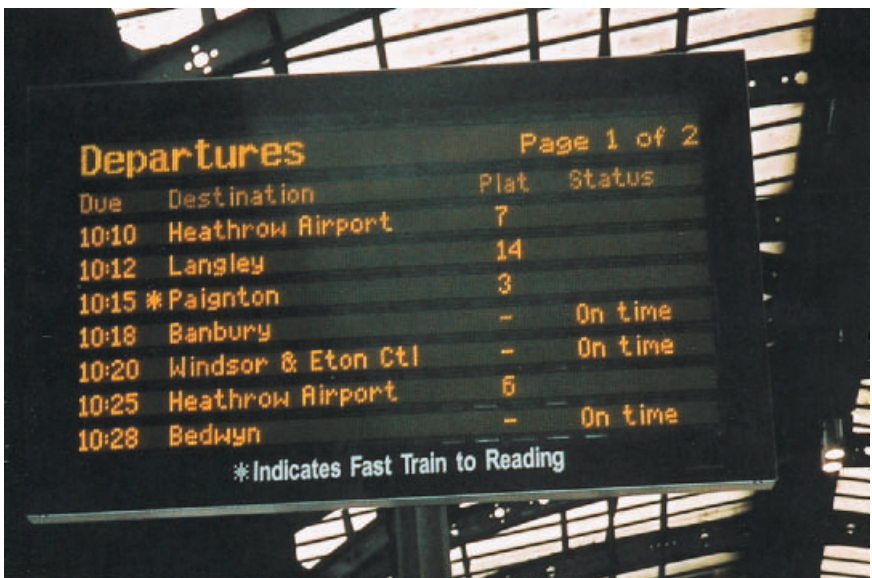 Departures Page 1 of 2
Due Destination Plat Status
10:10 Heathrow Airport 7
10:12 Langley 14
10:15 * Paignton 3
10:18 Banbury - On time
10:20 Windsor & Eton Ctl - On time
10:25 Heathrow Airport 6
10:28 Bedwyn - On time
*Indicates Fast Train to Reading